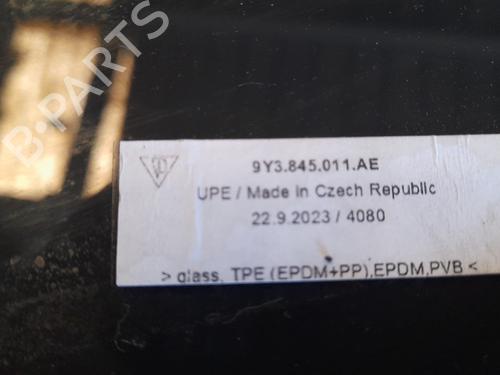 B-PARTS
9Y3.845.011.AE
UPE / Made in Czech Republic
22.9.2023 / 4080
> glass, TPE (EPDM+PP),EPDM,PVB <